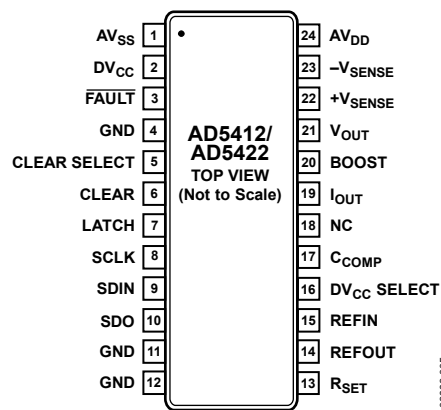 AVSS 1
DVCC 2
FAULT 3
GND 4
CLEAR SELECT 5
CLEAR 6
LATCH 7
SCLK 8
SDIN 9
SDO 10
GND 11
GND 12
AD5412/
AD5422
TOP VIEW
(Not to Scale)
24 AVDD
23 –VSENSE
22 +VSENSE
21 VOUT
20 BOOST
19 IOUT
18 NC
17 CCOMP
16 DVCC SELECT
15 REFIN
14 REFOUT
13 RSET